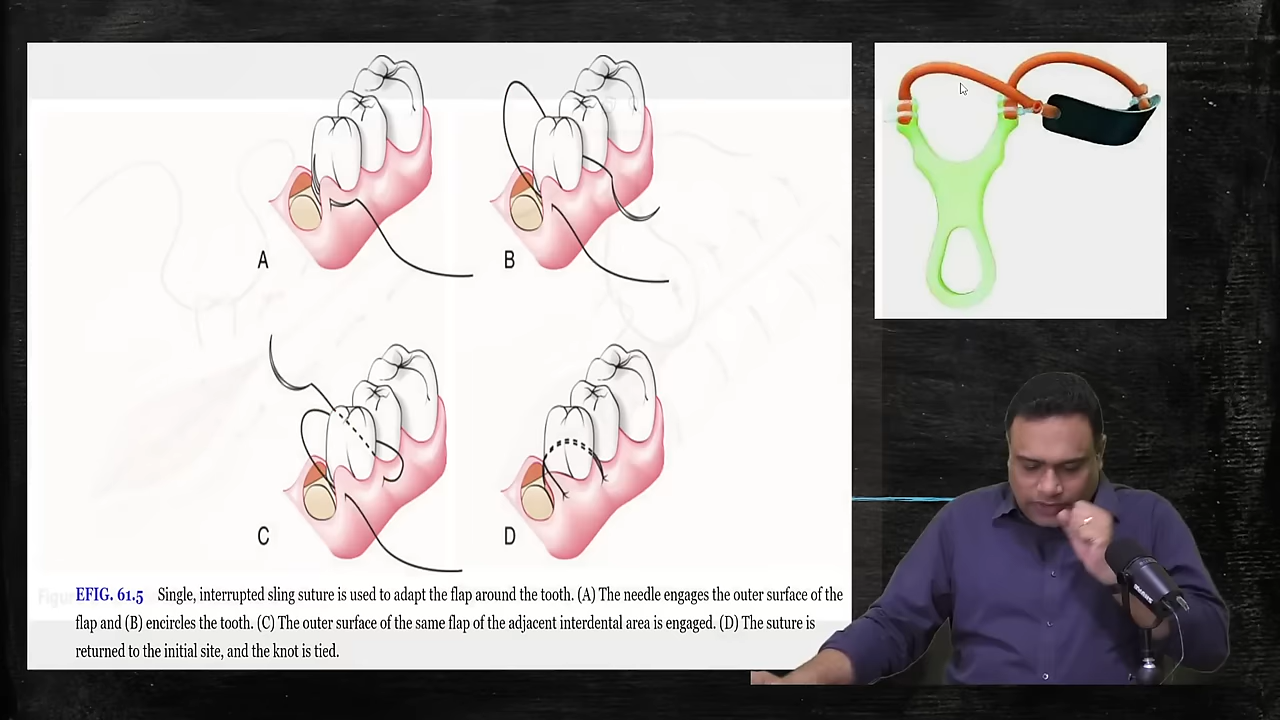 A
B
C
D
EFIG. 61.5 Single, interrupted sling suture is used to adapt the flap around the tooth. (A) The needle engages the outer surface of the
flap and (B) encircles the tooth. (C) The outer surface of the same flap of the adjacent interdental area is engaged. (D) The suture is
returned to the initial site, and the knot is tied.